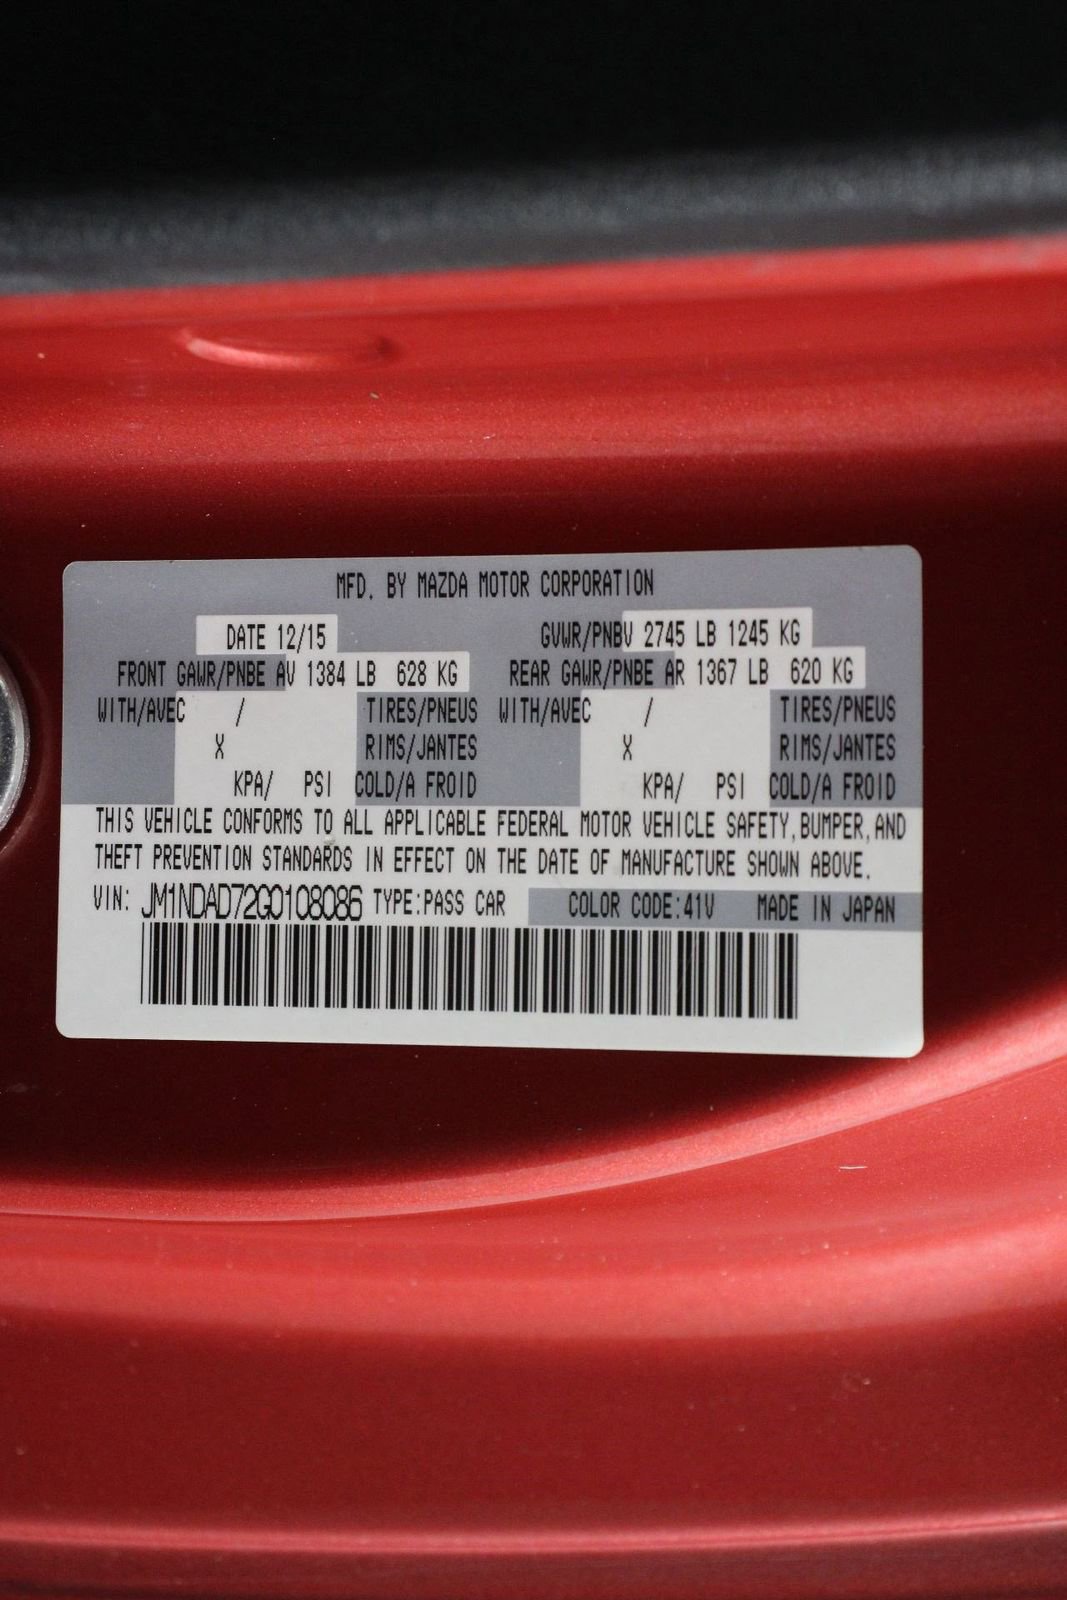 MFD. BY MAZDA MOTOR CORPORATION
DATE 12/15 GVWR/PNBV 2745 LB 1245 KG
FRONT GAWR/PNBE AV 1384 LB 628 KG REAR GAWR/PNBE AR 1367 LB 620 KG
WITH/AVEC / TIRES/PNEUS WITH/AVEC / TIRES/PNEUS
X RIMS/JANTES X RIMS/JANTES
KPA/ PSI COLD/A FROID KPA/ PSI COLD/A FROID
THIS VEHICLE CONFORMS TO ALL APPLICABLE FEDERAL MOTOR VEHICLE SAFETY,BUMPER,AND
THEFT PREVENTION STANDARDS IN EFFECT ON THE DATE OF MANUFACTURE SHOWN ABOVE.
VIN: JM1NDAD72G0108086 TYPE:PASS CAR COLOR CODE:41V MADE IN JAPAN